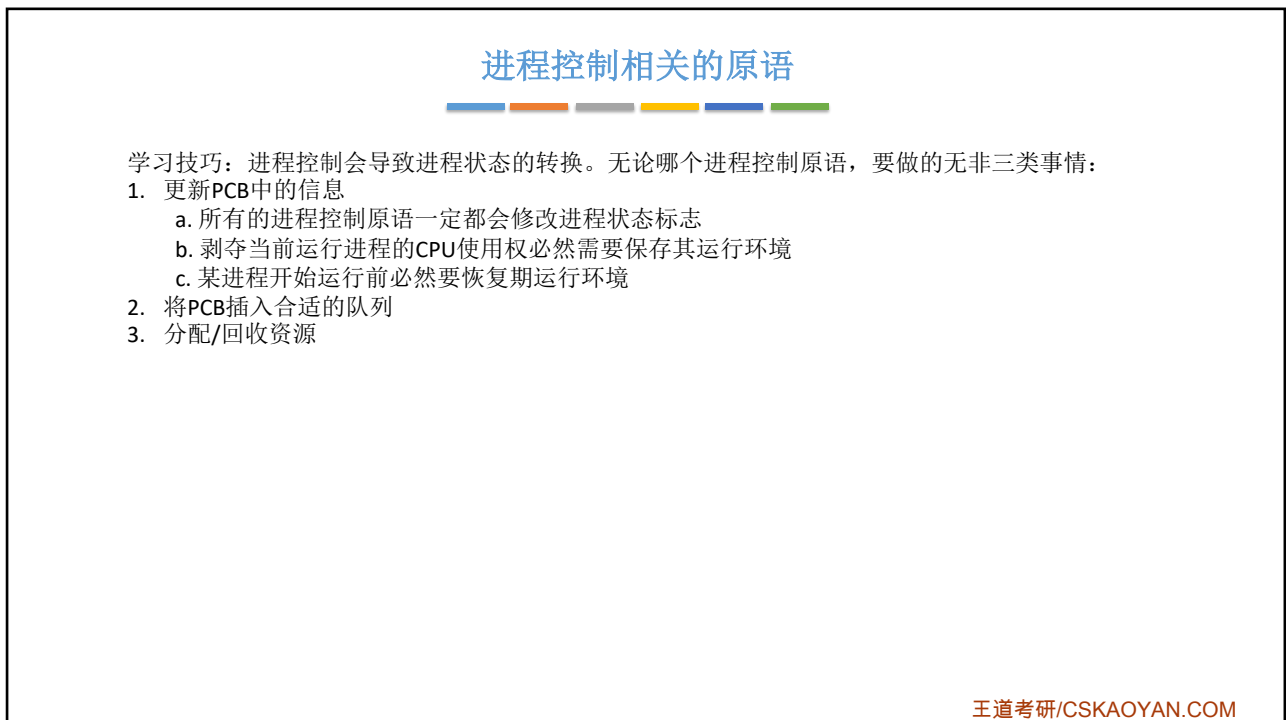 进程控制相关的原语
学习技巧：进程控制会导致进程状态的转换。无论哪个进程控制原语，要做的无非三类事情：
1. 更新PCB中的信息
a. 所有的进程控制原语一定都会修改进程状态标志
b. 剥夺当前运行进程的CPU使用权必然需要保存其运行环境
c. 某进程开始运行前必然要恢复期运行环境
2. 将PCB插入合适的队列
3. 分配/回收资源
王道考研/CSKAOYAN.COM